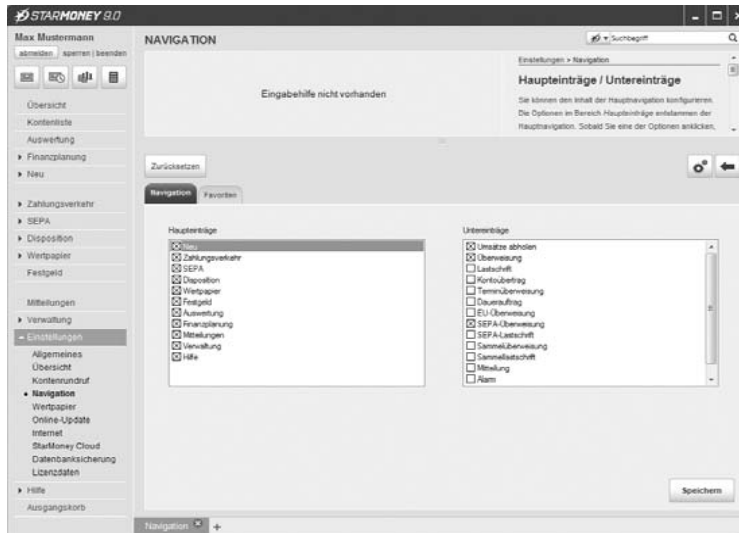 STARMONEY 9.0
Max Mustermann
abmelden sperren | beenden
Übersicht
Kontenliste
Auswertung
Finanzplanung
Neu
Zahlungsverkehr
SEPA
Disposition
Wertpapier
Festgeld
Mitteilungen
Verwaltung
Einstellungen
Allgemeines
Übersicht
Kontenrundruf
Navigation
Wertpapier
Online-Update
Internet
StarMoney Cloud
Datenbanksicherung
Lizenzdaten
Hilfe
Ausgangskorb
NAVIGATION
Suchbegriff
Eingabehilfe nicht vorhanden
Einstellungen > Navigation
Haupteinträge / Untereinträge
Sie können den Inhalt der Hauptnavigation konfigurieren.
Die Optionen im Bereich Haupteinträge entstammen der
Hauptnavigation. Sobald Sie eine der Optionen anklicken,
Zurücksetzen
Navigation Favoriten
Haupteinträge
Neu
Zahlungsverkehr
SEPA
Disposition
Wertpapier
Festgeld
Auswertung
Finanzplanung
Mitteilungen
Verwaltung
Hilfe
Untereinträge
Umsätze abholen
Überweisung
Lastschrift
Kontoübertrag
Terminüberweisung
Dauerauftrag
EU-Überweisung
SEPA-Überweisung
SEPA-Lastschrift
Sammelüberweisung
Sammellastschrift
Mitteilung
Alarm
Speichern
Navigation